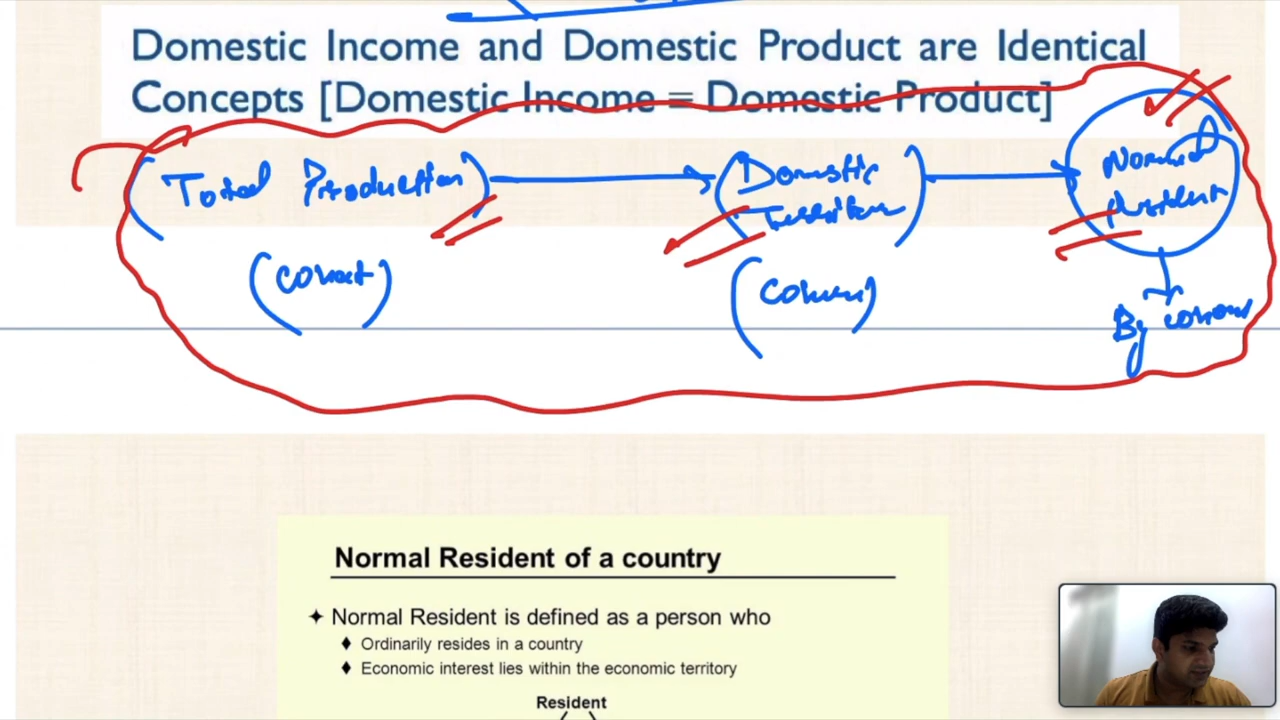 Domestic Income and Domestic Product are Identical
Concepts [Domestic Income = Domestic Product]
Total Production
Domestic
Normal
Resident
By
Normal Resident of a country
Normal Resident is defined as a person who
Ordinarily resides in a country
Economic interest lies within the economic territory
Resident